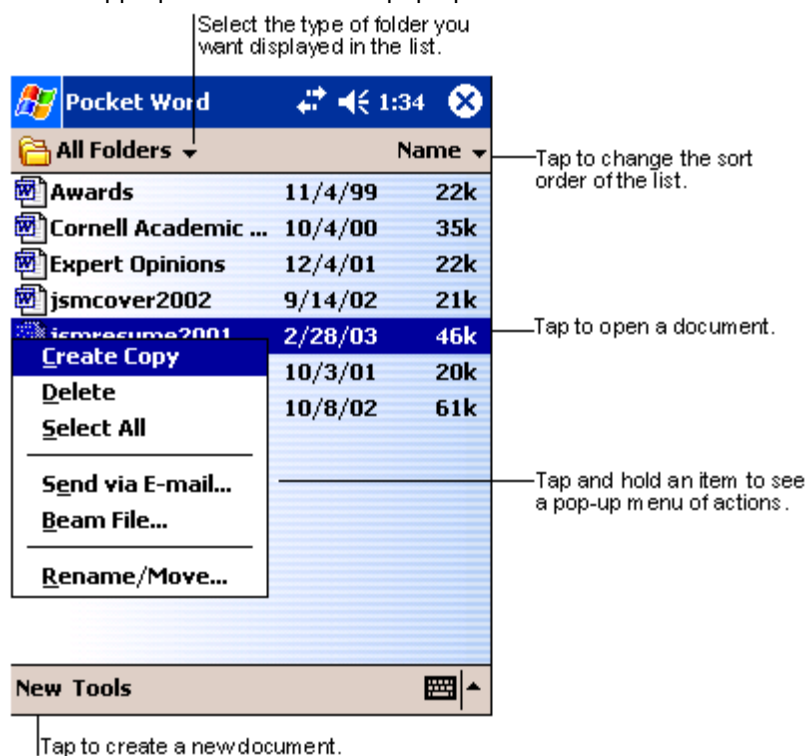 Select the type of folder you
want displayed in the list.
Pocket Word 1:34
All Folders Name
Tap to change the sort
order of the list.
Awards 11/4/99 22k
Cornell Academic ... 10/4/00 35k
Expert Opinions 12/4/01 22k
jsmcover2002 9/14/02 21k
jsmresume2001 2/28/03 46k
Tap to open a document.
Create Copy
10/3/01 20k
Delete
10/8/02 61k
Select All
Send via E-mail...
Tap and hold an item to see
a pop-up menu of actions.
Beam File...
Rename/Move...
New Tools
Tap to create a new document.